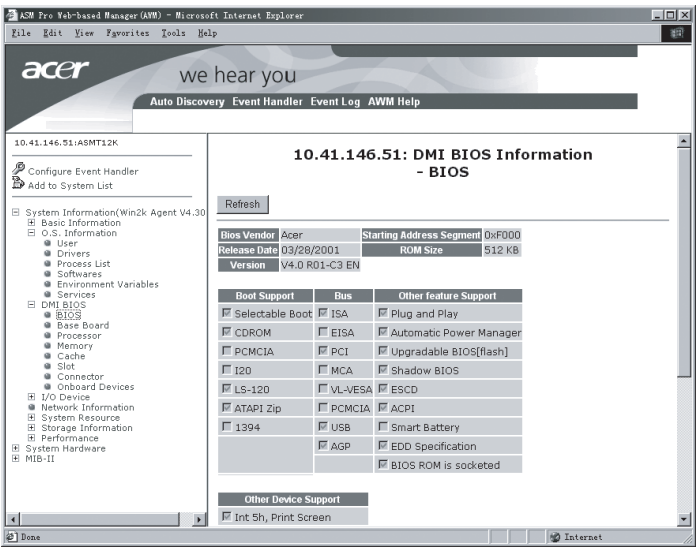 ASM Pro Web-based Manager(AWM) - Microsoft Internet Explorer
File Edit View Favorites Tools Help
acer
we hear you
Auto Discovery Event Handler Event Log AWM Help
10.41.146.51:ASMT12K
Configure Event Handler
Add to System List
System Information(Win2k Agent V4.30
Basic Information
O.S. Information
User
Drivers
Process List
Softwares
Environment Variables
Services
DMI BIOS
BIOS
Base Board
Processor
Memory
Cache
Slot
Connector
Onboard Devices
I/O Device
Network Information
System Resource
Storage Information
Performance
System Hardware
MIB-II
10.41.146.51: DMI BIOS Information
- BIOS
Refresh
Bios Vendor Acer Starting Address Segment 0xF000
Release Date 03/28/2001 ROM Size 512 KB
Version V4.0 R01-C3 EN
Boot Support Bus Other feature Support
Selectable Boot ISA Plug and Play
CDROM EISA Automatic Power Manager
PCMCIA PCI Upgradable BIOS[flash]
I20 MCA Shadow BIOS
LS-120 VL-VESA ESCD
ATAPI Zip PCMCIA ACPI
1394 USB Smart Battery
AGP EDD Specification
BIOS ROM is socketed
Other Device Support
Int 5h, Print Screen
Done Internet